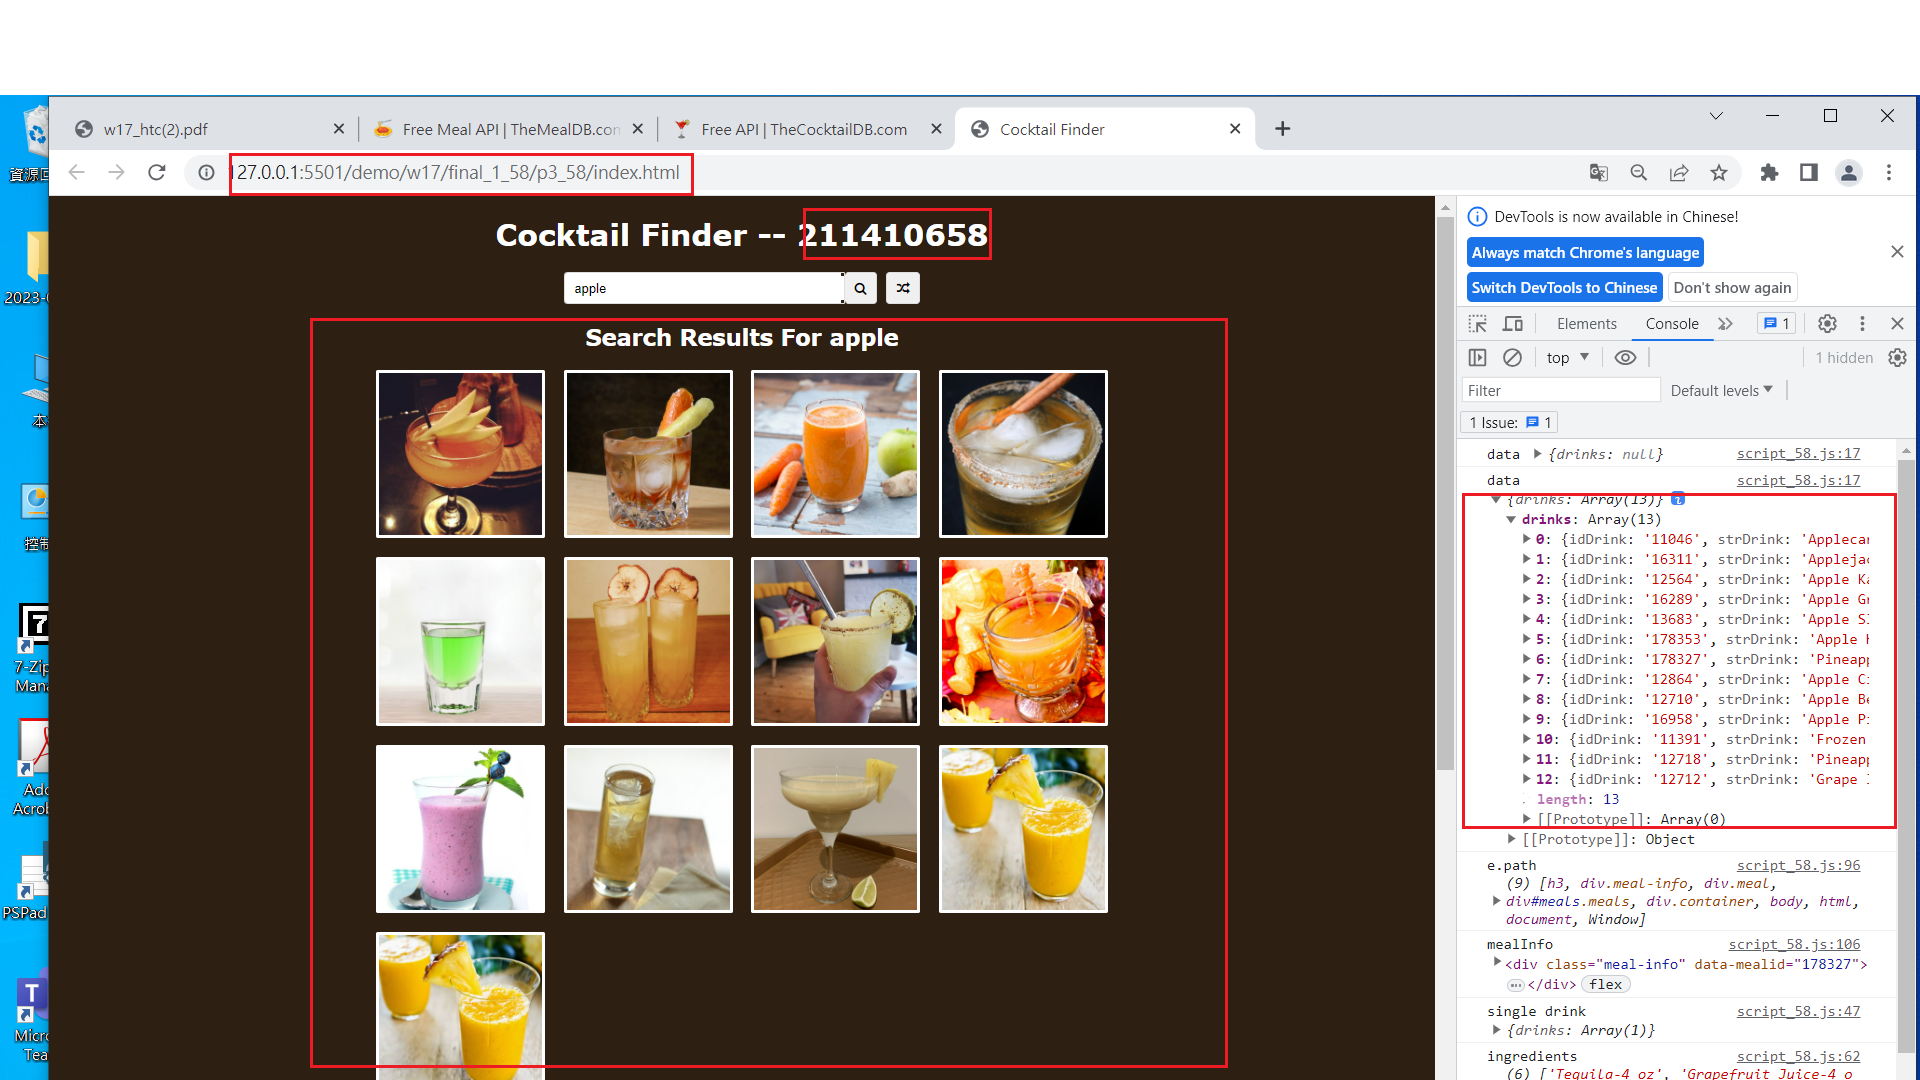 w17_htc(2).pdf
Free Meal API | TheMealDB.con
Free API | TheCocktailDB.com
Cocktail Finder
127.0.0.1:5501/demo/w17/final_1_58/p3_58/index.html
資源回
2023-
本
控制
7-Zip
Mana
Ado
Acrob
PSPad
Micro
Tea
Cocktail Finder -- 211410658
apple
Search Results For apple
DevTools is now available in Chinese!
Always match Chrome's language
Switch DevTools to Chinese
Don't show again
Elements
Console
1
top
1 hidden
Filter
Default levels
1 Issue: 1
data {drinks: null} script_58.js:17
data script_58.js:17
{drinks: Array(13)}
drinks: Array(13)
0: {idDrink: '11046', strDrink: 'Applecar
1: {idDrink: '16311', strDrink: 'Applejac
2: {idDrink: '12564', strDrink: 'Apple Ka
3: {idDrink: '16289', strDrink: 'Apple Gr
4: {idDrink: '13683', strDrink: 'Apple Sl
5: {idDrink: '178353', strDrink: 'Apple H
6: {idDrink: '178327', strDrink: 'Pineapp
7: {idDrink: '12864', strDrink: 'Apple Ci
8: {idDrink: '12710', strDrink: 'Apple Be
9: {idDrink: '16958', strDrink: 'Apple Pi
10: {idDrink: '11391', strDrink: 'Frozen
11: {idDrink: '12718', strDrink: 'Pineapp
12: {idDrink: '12712', strDrink: 'Grape
length: 13
[[Prototype]]: Array(0)
[[Prototype]]: Object
e.path script_58.js:96
(9) [h3, div.meal-info, div.meal,
div#meals.meals, div.container, body, html,
document, Window]
mealInfo script_58.js:106
<div class="meal-info" data-mealid="178327">
</div> flex
single drink script_58.js:47
{drinks: Array(1)}
ingredients script_58.js:62
(6) ['Tequila-4 oz', 'Grapefruit Juice-4 o